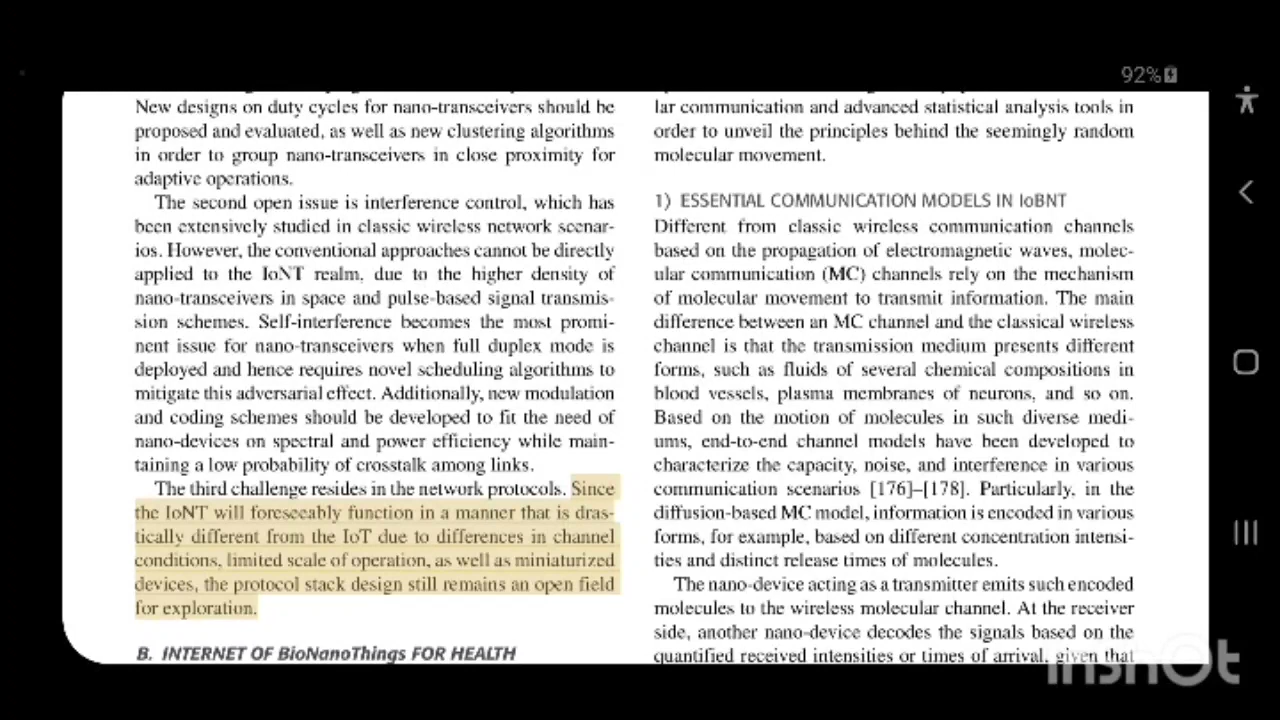 92%
New designs on duty cycles for nano-transceivers should be
proposed and evaluated, as well as new clustering algorithms
in order to group nano-transceivers in close proximity for
adaptive operations.
The second open issue is interference control, which has
been extensively studied in classic wireless network scenar-
ios. However, the conventional approaches cannot be directly
applied to the IoNT realm, due to the higher density of
nano-transceivers in space and pulse-based signal transmis-
sion schemes. Self-interference becomes the most promi-
nent issue for nano-transceivers when full duplex mode is
deployed and hence requires novel scheduling algorithms to
mitigate this adversarial effect. Additionally, new modulation
and coding schemes should be developed to fit the need of
nano-devices on spectral and power efficiency while main-
taining a low probability of crosstalk among links.
The third challenge resides in the network protocols. Since
the IoNT will foreseeably function in a manner that is dras-
tically different from the IoT due to differences in channel
conditions, limited scale of operation, as well as miniaturized
devices, the protocol stack design still remains an open field
for exploration.
B. INTERNET OF BioNanoThings FOR HEALTH
lar communication and advanced statistical analysis tools in
order to unveil the principles behind the seemingly random
molecular movement.
1) ESSENTIAL COMMUNICATION MODELS IN IoBNT
Different from classic wireless communication channels
based on the propagation of electromagnetic waves, molec-
ular communication (MC) channels rely on the mechanism
of molecular movement to transmit information. The main
difference between an MC channel and the classical wireless
channel is that the transmission medium presents different
forms, such as fluids of several chemical compositions in
blood vessels, plasma membranes of neurons, and so on.
Based on the motion of molecules in such diverse medi-
ums, end-to-end channel models have been developed to
characterize the capacity, noise, and interference in various
communication scenarios [176]–[178]. Particularly, in the
diffusion-based MC model, information is encoded in various
forms, for example, based on different concentration intensi-
ties and distinct release times of molecules.
The nano-device acting as a transmitter emits such encoded
molecules to the wireless molecular channel. At the receiver
side, another nano-device decodes the signals based on the
quantified received intensities or times of arrival, given that
InShOt